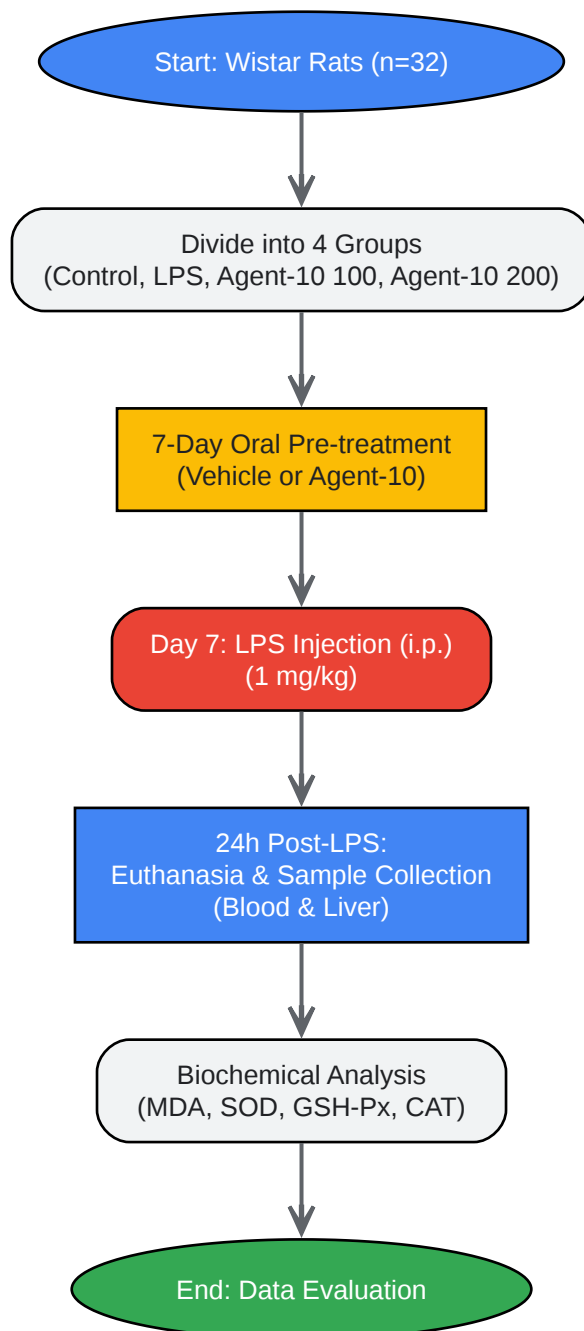 Start: Wistar Rats (n=32)
Divide into 4 Groups
(Control, LPS, Agent-10 100, Agent-10 200)
7-Day Oral Pre-treatment
(Vehicle or Agent-10)
Day 7: LPS Injection (i.p.)
(1 mg/kg)
24h Post-LPS:
Euthanasia & Sample Collection
(Blood & Liver)
Biochemical Analysis
(MDA, SOD, GSH-Px, CAT)
End: Data Evaluation